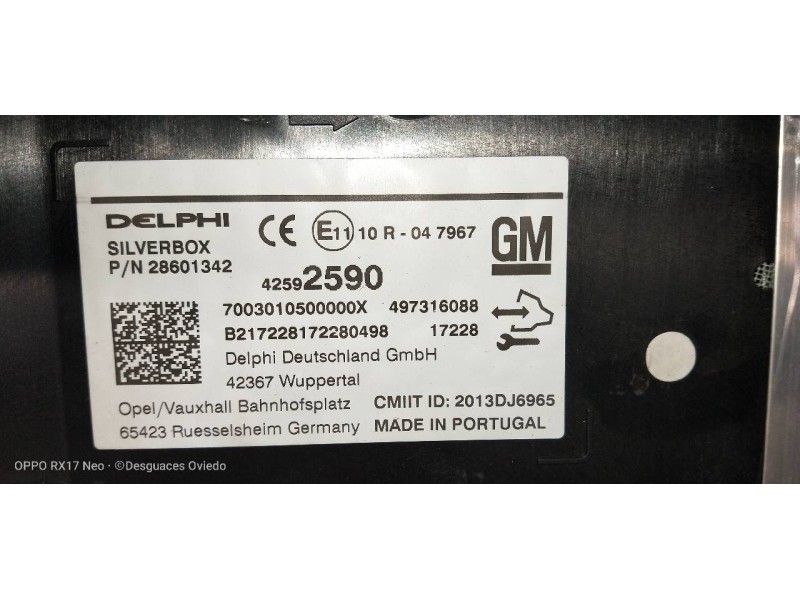 DELPHI
SILVERBOX
P/N 28601342
CE E11 10 R - 04 7967
GM
42592590
7003010500000X 497316088
B217228172280498 17228
Delphi Deutschland GmbH
42367 Wuppertal
Opel/Vauxhall Bahnhofsplatz CMIIT ID: 2013DJ6965
65423 Ruesselsheim Germany MADE IN PORTUGAL
OPPO RX17 Neo · ©Desguaces Oviedo